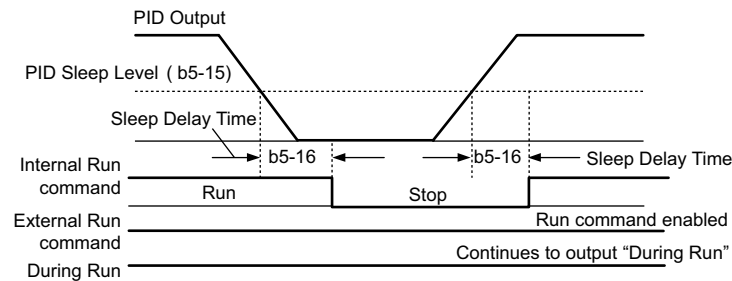 PID Output
PID Sleep Level ( b5-15)
Sleep Delay Time
b5-16
b5-16
Sleep Delay Time
Internal Run
command
Run
Stop
External Run
command
Run command enabled
Continues to output “During Run”
During Run